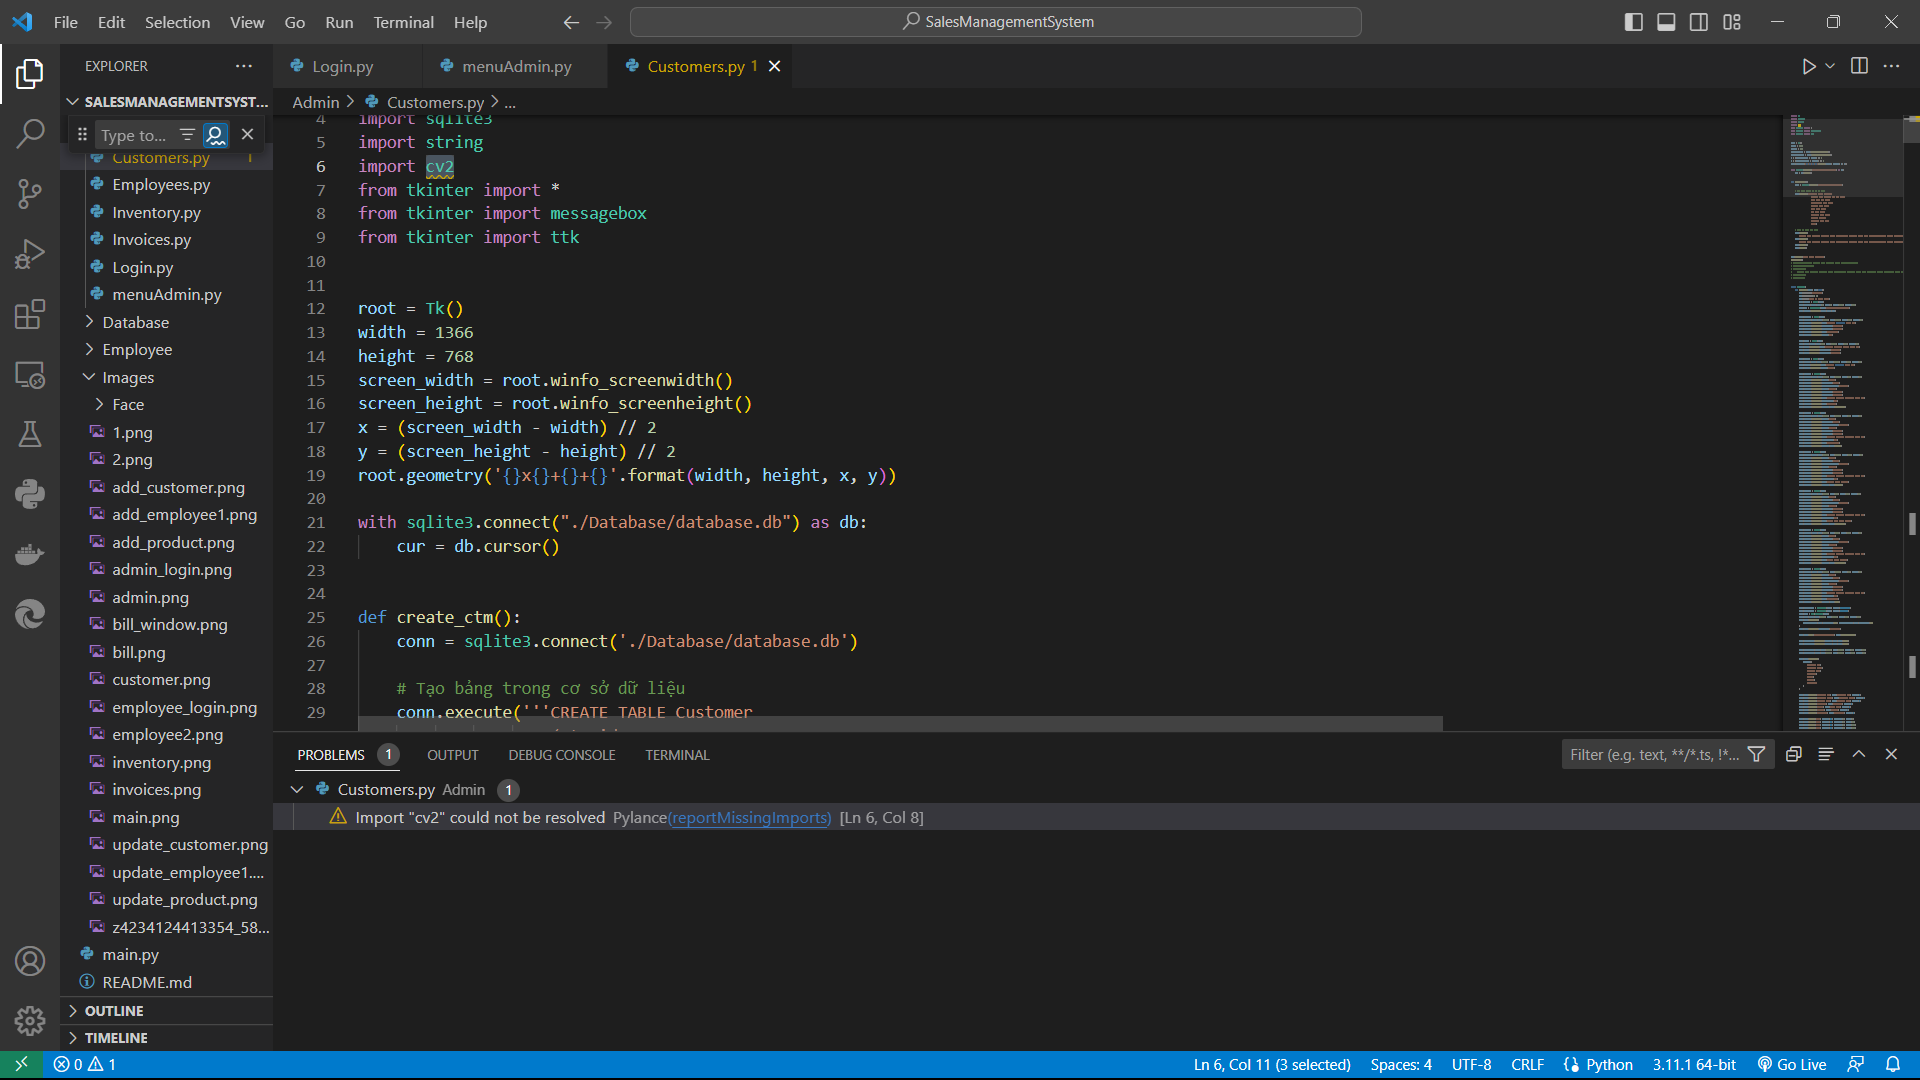 File Edit Selection View Go Run Terminal Help
SalesManagementSystem
EXPLORER
SALESMANAGEMENTSYST...
Type to...
Customers.py 1
Employees.py
Inventory.py
Invoices.py
Login.py
menuAdmin.py
Database
Employee
Images
Face
1.png
2.png
add_customer.png
add_employee1.png
add_product.png
admin_login.png
admin.png
bill_window.png
bill.png
customer.png
employee_login.png
employee2.png
inventory.png
invoices.png
main.png
update_customer.png
update_employee1....
update_product.png
z4234124413354_58...
main.py
README.md
OUTLINE
TIMELINE
Login.py menuAdmin.py Customers.py 1
Admin > Customers.py > ...
4 import sqlite3
5 import string
6 import cv2
7 from tkinter import *
8 from tkinter import messagebox
9 from tkinter import ttk
10
11
12 root = Tk()
13 width = 1366
14 height = 768
15 screen_width = root.winfo_screenwidth()
16 screen_height = root.winfo_screenheight()
17 x = (screen_width - width) // 2
18 y = (screen_height - height) // 2
19 root.geometry('{}x{}+{}+{}'.format(width, height, x, y))
20
21 with sqlite3.connect("./Database/database.db") as db:
22     cur = db.cursor()
23
24
25 def create_ctm():
26     conn = sqlite3.connect('./Database/database.db')
27
28     # Tạo bảng trong cơ sở dữ liệu
29     conn.execute('''CREATE TABLE Customer
PROBLEMS 1 OUTPUT DEBUG CONSOLE TERMINAL
Filter (e.g. text, **/*.ts, !*...
Customers.py Admin 1
Import "cv2" could not be resolved Pylance(reportMissingImports) [Ln 6, Col 8]
0 1
Ln 6, Col 11 (3 selected) Spaces: 4 UTF-8 CRLF Python 3.11.1 64-bit Go Live